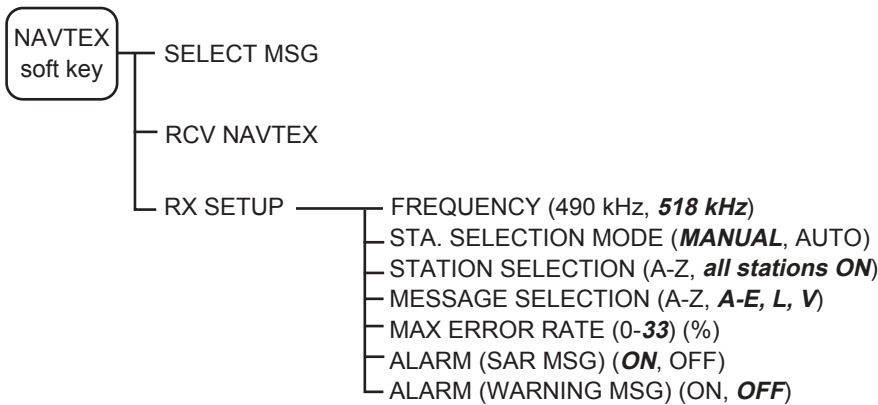 NAVTEX
soft key
SELECT MSG
RCV NAVTEX
RX SETUP
FREQUENCY (490 kHz, 518 kHz)
STA. SELECTION MODE (MANUAL, AUTO)
STATION SELECTION (A-Z, all stations ON)
MESSAGE SELECTION (A-Z, A-E, L, V)
MAX ERROR RATE (0-33) (%)
ALARM (SAR MSG) (ON, OFF)
ALARM (WARNING MSG) (ON, OFF)